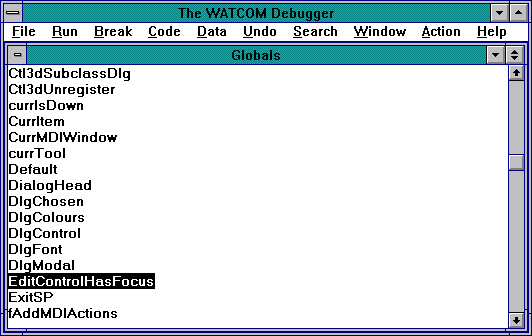 The WATCOM Debugger
File Run Break Code Data Undo Search Window Action Help
Globals
Ctl3dSubclassDlg
Ctl3dUnregister
currIsDown
CurrItem
CurrMDIWindow
currTool
Default
DialogHead
DlgChosen
DlgColours
DlgControl
DlgFont
DlgModal
EditControlHasFocus
ExitSP
fAddMDIActions